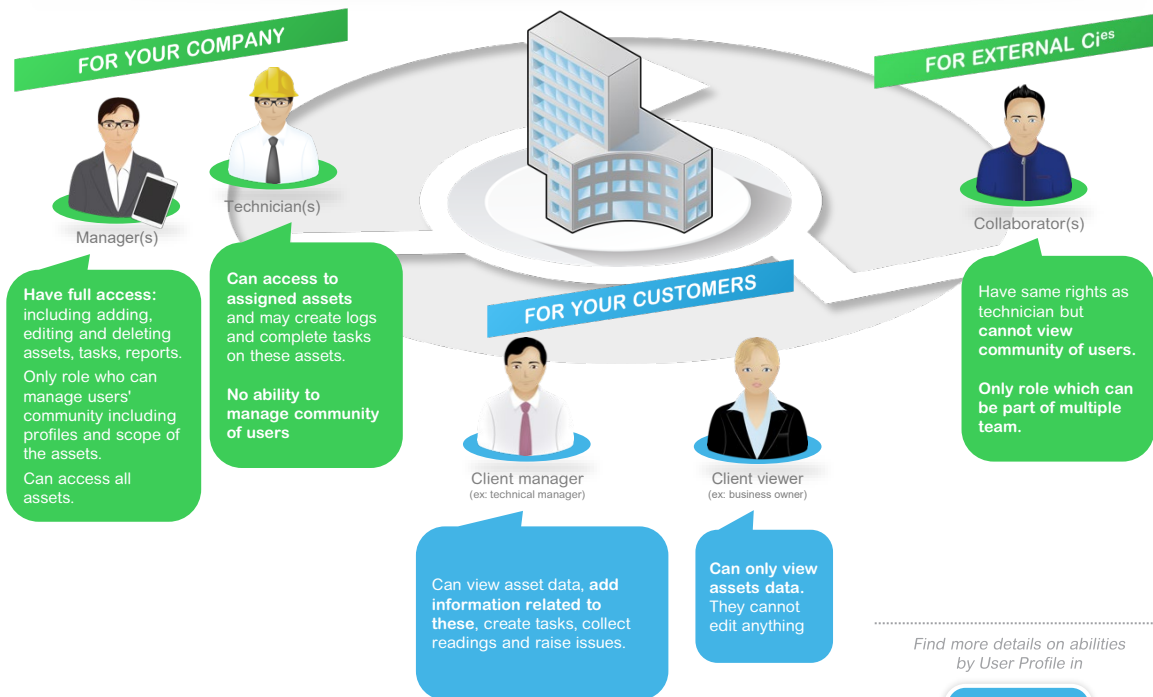 FOR YOUR COMPANY
FOR EXTERNAL Cies
Manager(s)
Technician(s)
Collaborator(s)
Have full access:
including adding,
editing and deleting
assets, tasks, reports.
Only role who can
manage users'
community including
profiles and scope of
the assets.
Can access all
assets.
Can access to
assigned assets
and may create logs
and complete tasks
on these assets.
No ability to
manage community
of users
Have same rights as
technician but
cannot view
community of users.
Only role which can
be part of multiple
team.
FOR YOUR CUSTOMERS
Client manager
(ex: technical manager)
Client viewer
(ex: business owner)
Can view asset data, add
information related to
these, create tasks, collect
readings and raise issues.
Can only view
assets data.
They cannot
edit anything
Find more details on abilities
by User Profile in